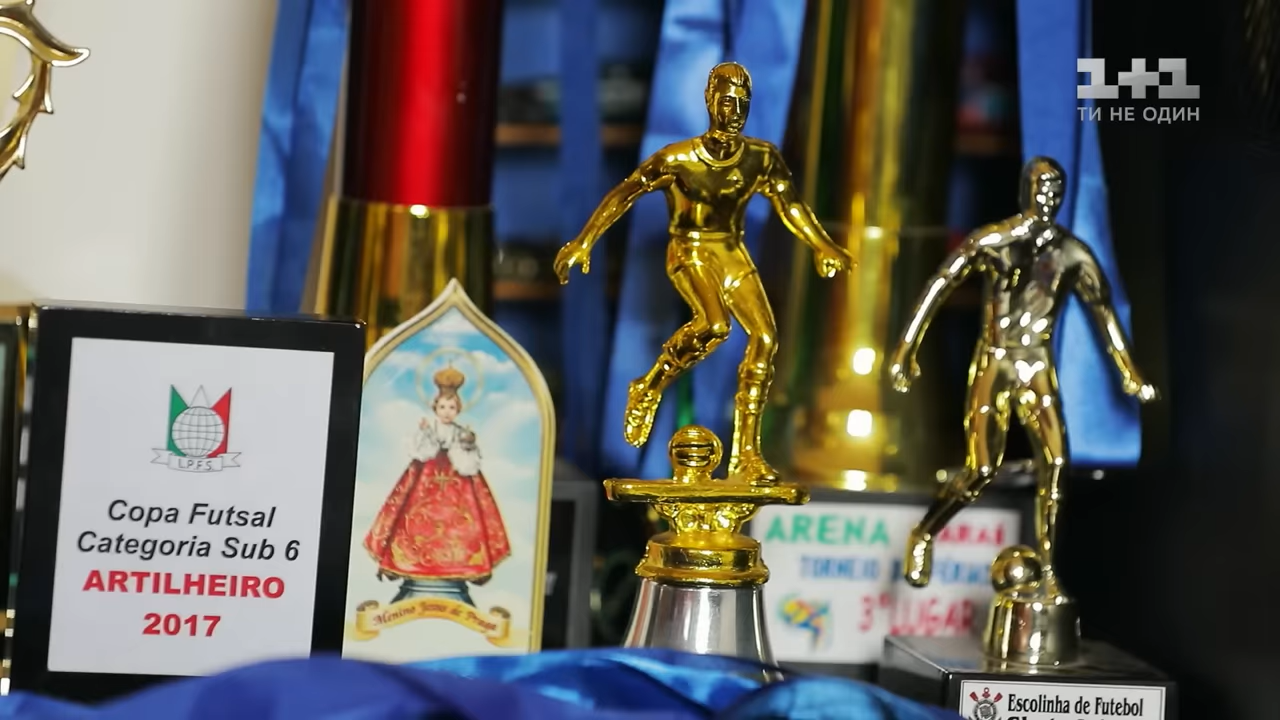 1+1
ТИ НЕ ОДИН
L.P.F.S.
Copa Futsal
Categoria Sub 6
ARTILHEIRO
2017
Menino Jesus de Praga
ARENA
TORNEIO
3º LUGAR
Escolinha de Futebol